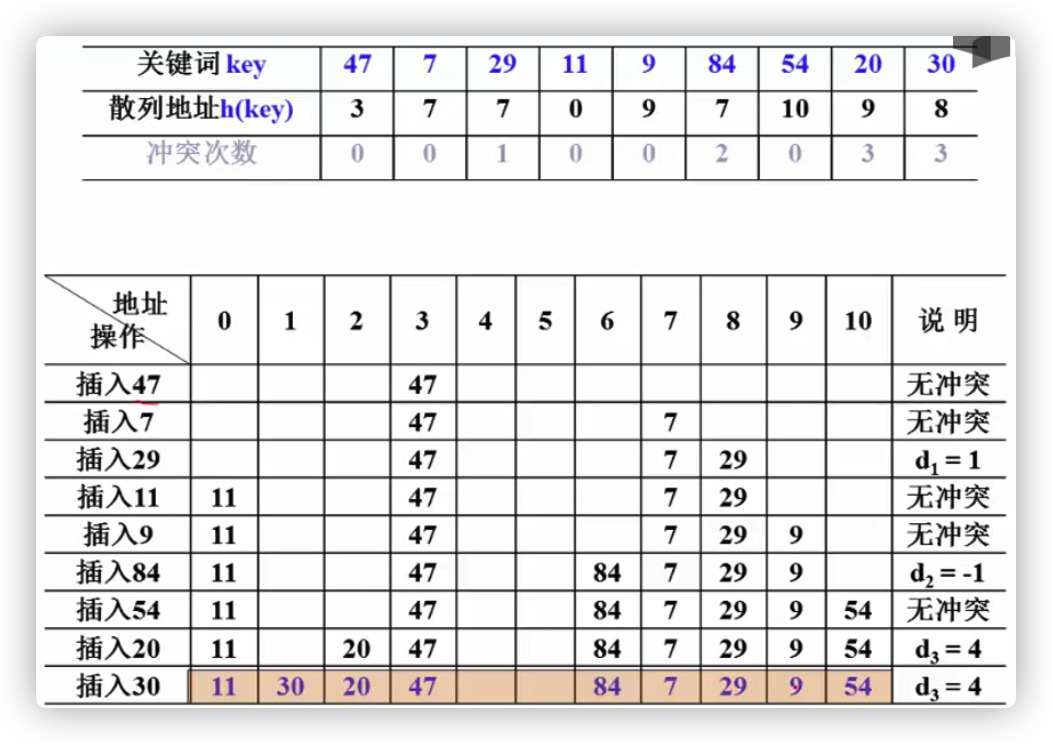 关键词 key 47 7 29 11 9 84 54 20 30
散列地址h(key) 3 7 7 0 9 7 10 9 8
冲突次数 0 0 1 0 0 2 0 3 3
地址
操作 0 1 2 3 4 5 6 7 8 9 10 说 明
插入47 47 无冲突
插入7 47 7 无冲突
插入29 47 7 29 d₁ = 1
插入11 11 47 7 29 无冲突
插入9 11 47 7 29 9 无冲突
插入84 11 47 84 7 29 9 d₂ = -1
插入54 11 47 84 7 29 9 54 无冲突
插入20 11 20 47 84 7 29 9 54 d₃ = 4
插入30 11 30 20 47 84 7 29 9 54 d₃ = 4